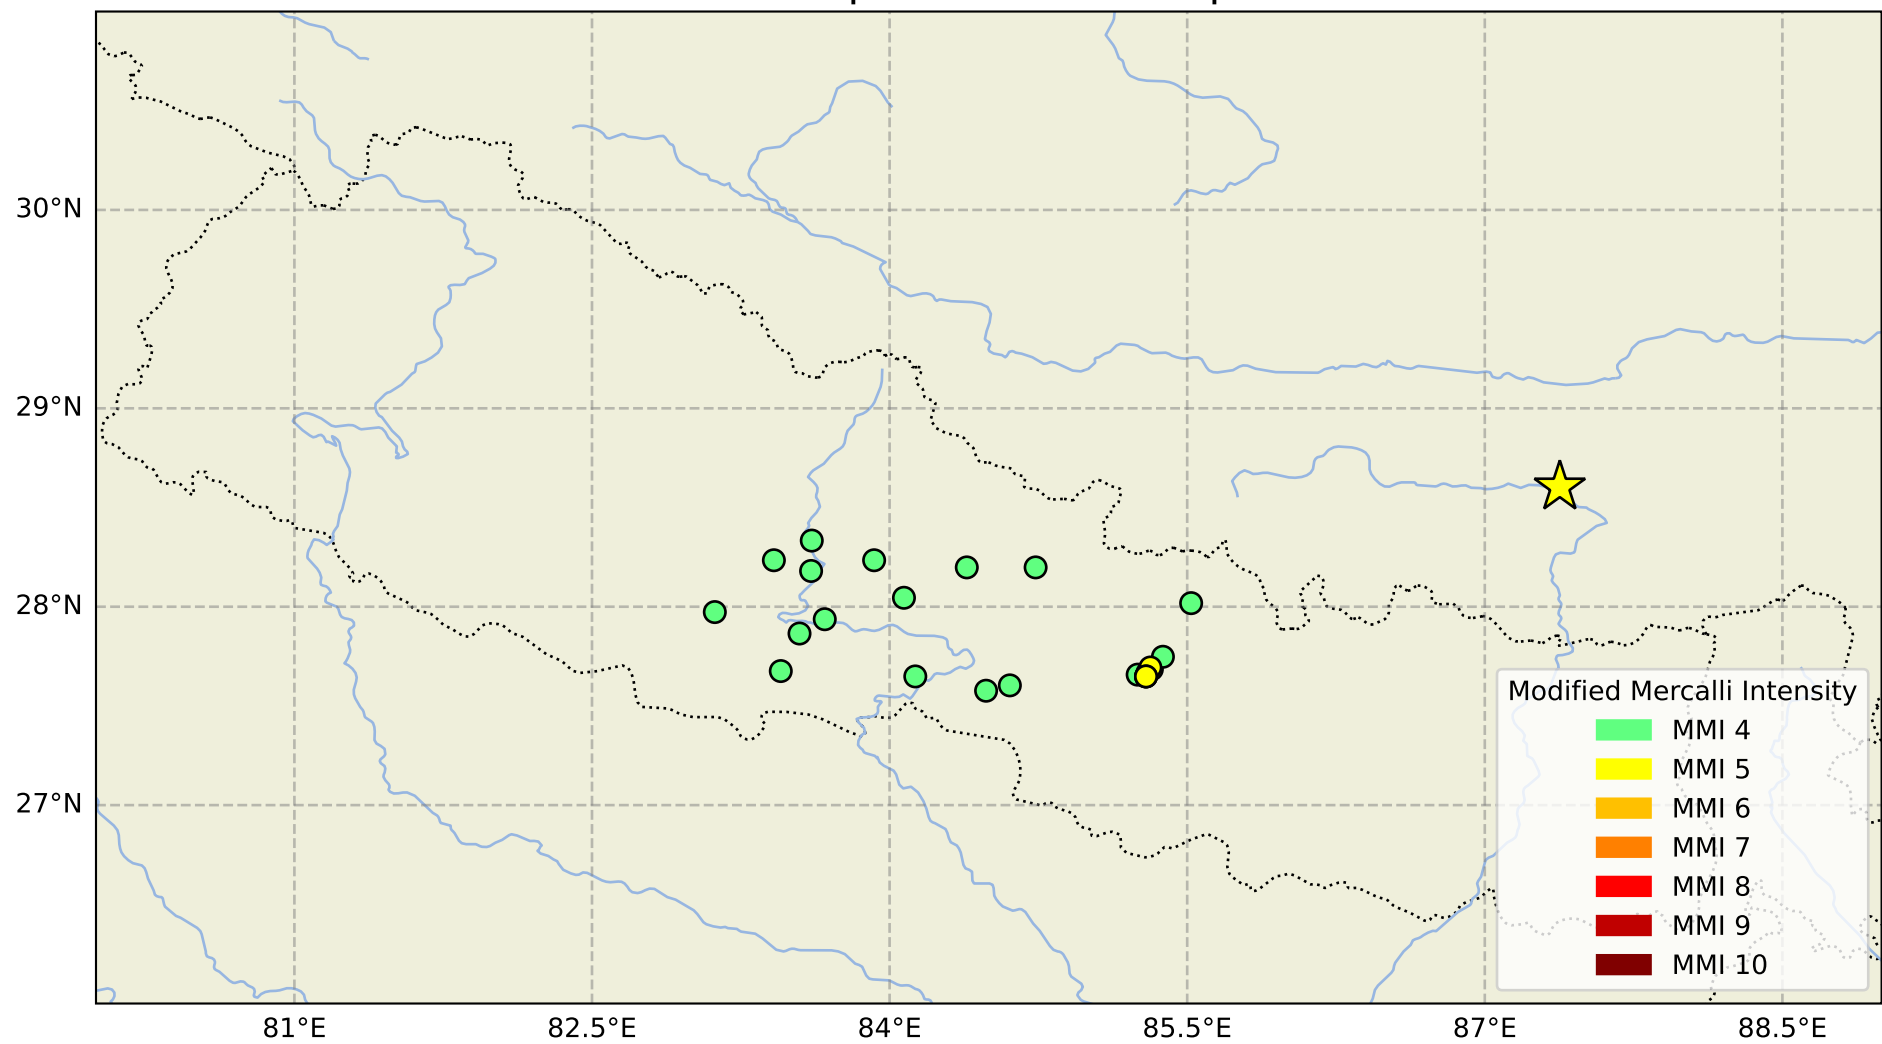 30°N
29°N
28°N
27°N
Modified Mercalli Intensity
MMI 4
MMI 5
MMI 6
MMI 7
MMI 8
MMI 9
MMI 10
81°E 82.5°E 84°E 85.5°E 87°E 88.5°E